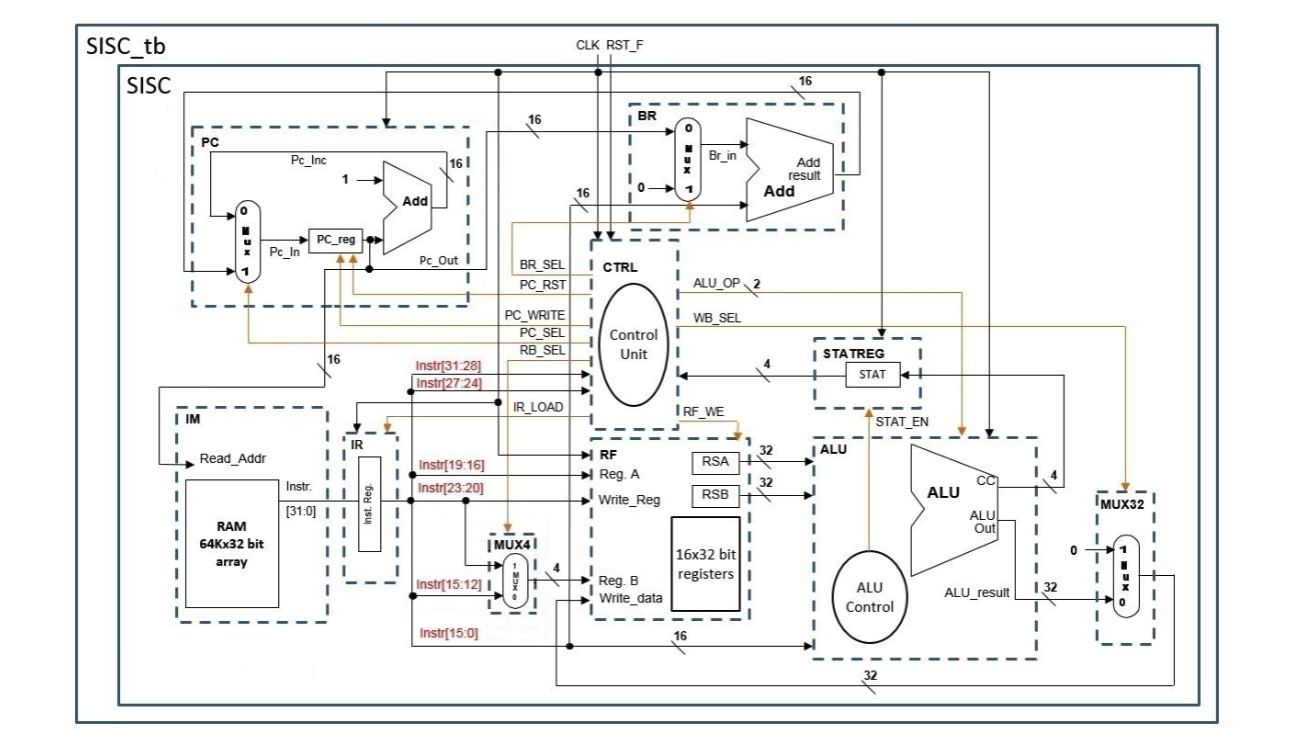 SISC_tb
CLK RST_F
SISC
16
PC
Pc_Inc
16
1
Add
0
Mux
1
PC_reg
Pc_In
Pc_Out
16
BR
0
Mux
1
0
Br_in
Add
result
Add
16
BR_SEL
PC_RST
PC_WRITE
PC_SEL
RB_SEL
CTRL
Control
Unit
ALU_OP
2
WB_SEL
STATREG
STAT
4
16
Instr[31:28]
Instr[27:24]
IR_LOAD
RF_WE
STAT_EN
IM
Read_Addr
Instr.
[31:0]
RAM
64Kx32 bit
array
IR
Inst. Reg.
Instr[19:16]
Instr[23:20]
Instr[15:12]
Instr[15:0]
MUX4
1
MUX
0
4
RF
Reg. A
Write_Reg
Reg. B
Write_data
RSA
32
RSB
32
16x32 bit
registers
16
ALU
ALU
CC
4
ALU
Out
ALU
Control
ALU_result
32
MUX32
0
1
Mux
0
32